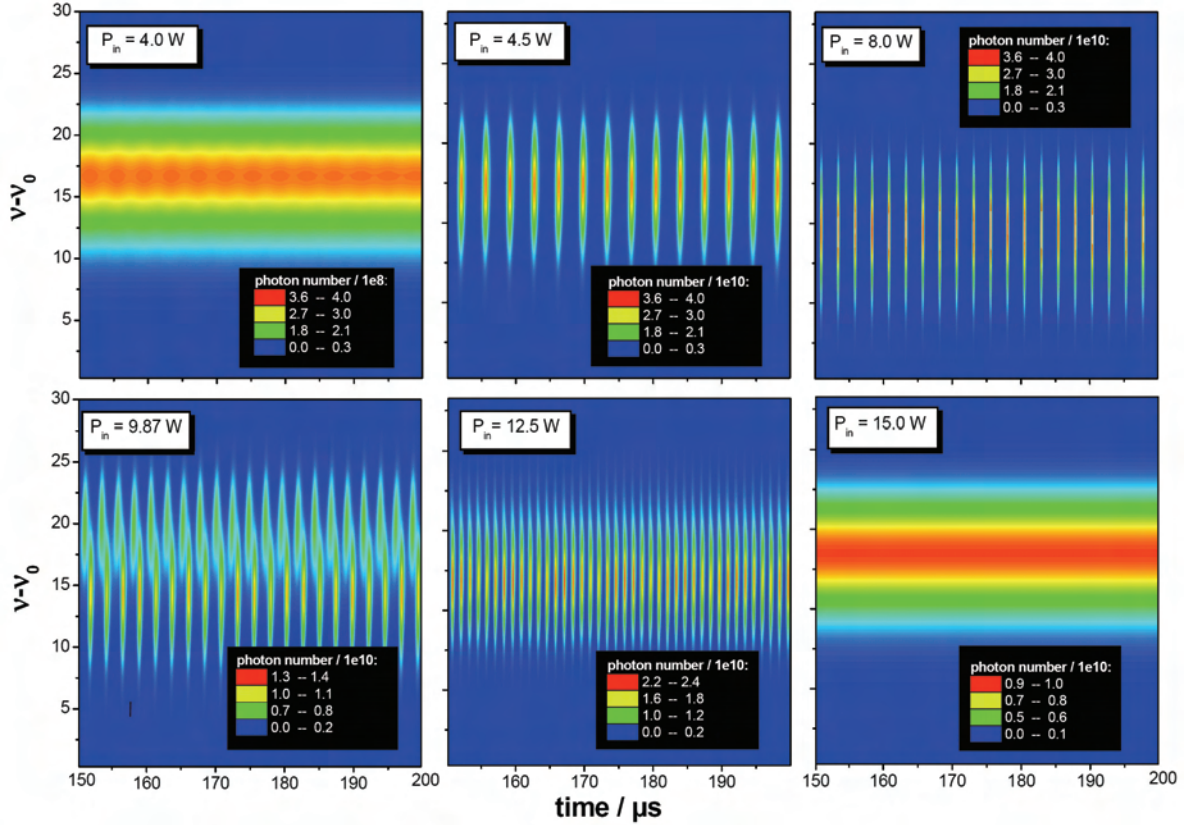 30
25
20
15
10
5
ν-ν0
Pin = 4.0 W
photon number / 1e8:
3.6 -- 4.0
2.7 -- 3.0
1.8 -- 2.1
0.0 -- 0.3
Pin = 4.5 W
photon number / 1e10:
3.6 -- 4.0
2.7 -- 3.0
1.8 -- 2.1
0.0 -- 0.3
Pin = 8.0 W
photon number / 1e10:
3.6 -- 4.0
2.7 -- 3.0
1.8 -- 2.1
0.0 -- 0.3
30
25
20
15
10
5
ν-ν0
Pin = 9.87 W
photon number / 1e10:
1.3 -- 1.4
1.0 -- 1.1
0.7 -- 0.8
0.0 -- 0.2
150 160 170 180 190 200
Pin = 12.5 W
photon number / 1e10:
2.2 -- 2.4
1.6 -- 1.8
1.0 -- 1.2
0.0 -- 0.2
160 170 180 190
Pin = 15.0 W
photon number / 1e10:
0.9 -- 1.0
0.7 -- 0.8
0.5 -- 0.6
0.0 -- 0.1
150 160 170 180 190 200
time / µs